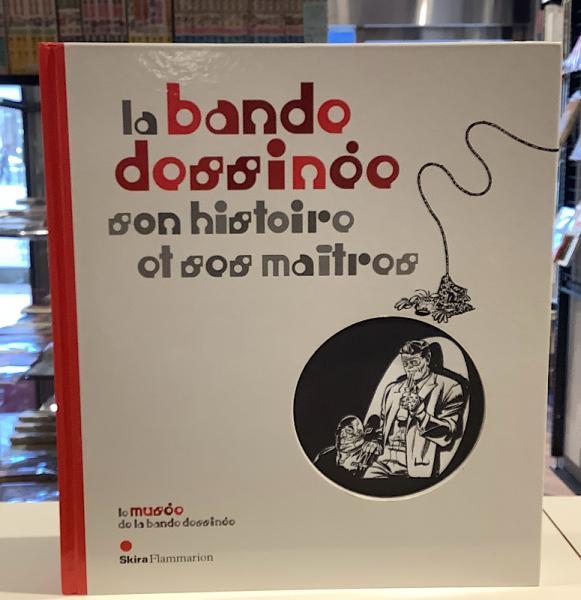 la bande
dessinée
son histoire
et ses maîtres
le musée
de la bande dessinée
Skira Flammarion